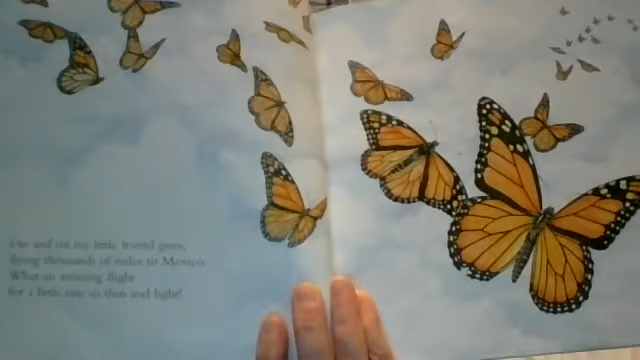 On and on my little friend goes,
flying thousands of miles to Mexico.
What an amazing flight
for a little one so thin and light!